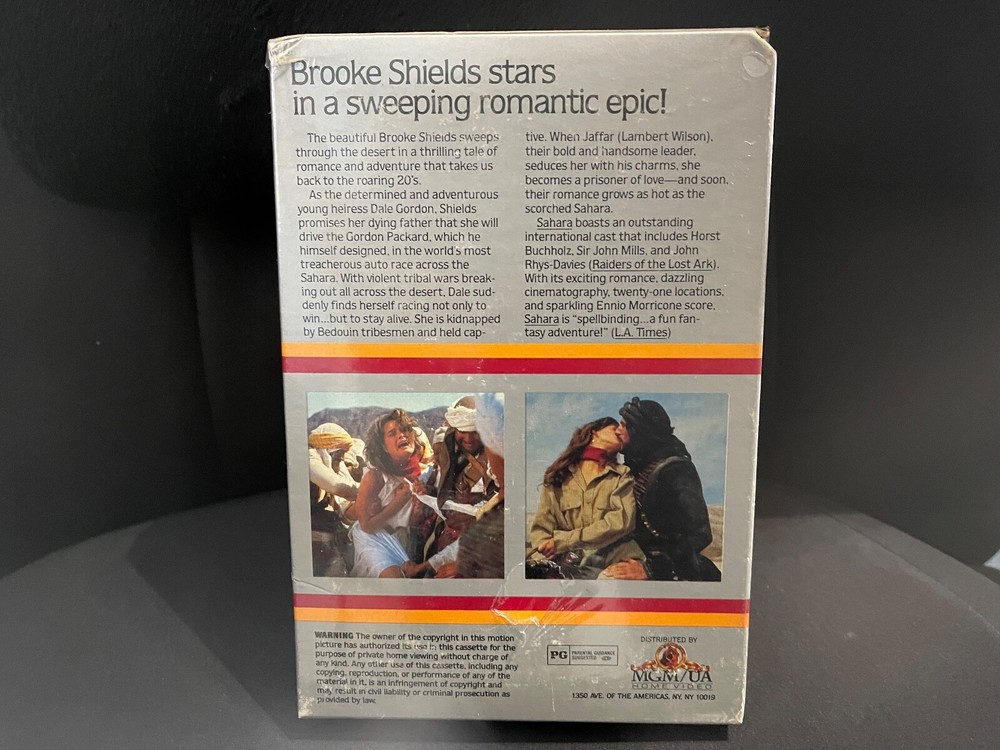 Brooke Shields stars
in a sweeping romantic epic!
The beautiful Brooke Shields sweeps
through the desert in a thrilling tale of
romance and adventure that takes us
back to the roaring 20's.
As the determined and adventurous
young heiress Dale Gordon, Shields
promises her dying father that she will
drive the Gordon Packard, which he
himself designed, in the world's most
treacherous auto race across the
Sahara. With violent tribal wars break-
ing out all across the desert, Dale sud-
denly finds herself racing not only to
win...but to stay alive. She is kidnapped
by Bedouin tribesmen and held cap-
tive. When Jaffar (Lambert Wilson),
their bold and handsome leader,
seduces her with his charms, she
becomes a prisoner of love—and soon,
their romance grows as hot as the
scorched Sahara.
Sahara boasts an outstanding
international cast that includes Horst
Buchholz, Sir John Mills, and John
Rhys-Davies (Raiders of the Lost Ark).
With its exciting romance, dazzling
cinematography, twenty-one locations,
and sparkling Ennio Morricone score,
Sahara is "spellbinding...a fun fan-
tasy adventure!" (L.A. Times)
WARNING The owner of the copyright in this motion
picture has authorized its use in this cassette for the
purpose of private home viewing without charge of
any kind. Any other use of this cassette, including any
copying, reproduction, or performance of any of the
material in it, is an infringement of copyright and
may result in civil liability or criminal prosecution as
provided by law.
PG PARENTAL GUIDANCE
SUGGESTED
DISTRIBUTED BY
MGM/UA
HOME VIDEO
1350 AVE. OF THE AMERICAS, NY, NY 10019